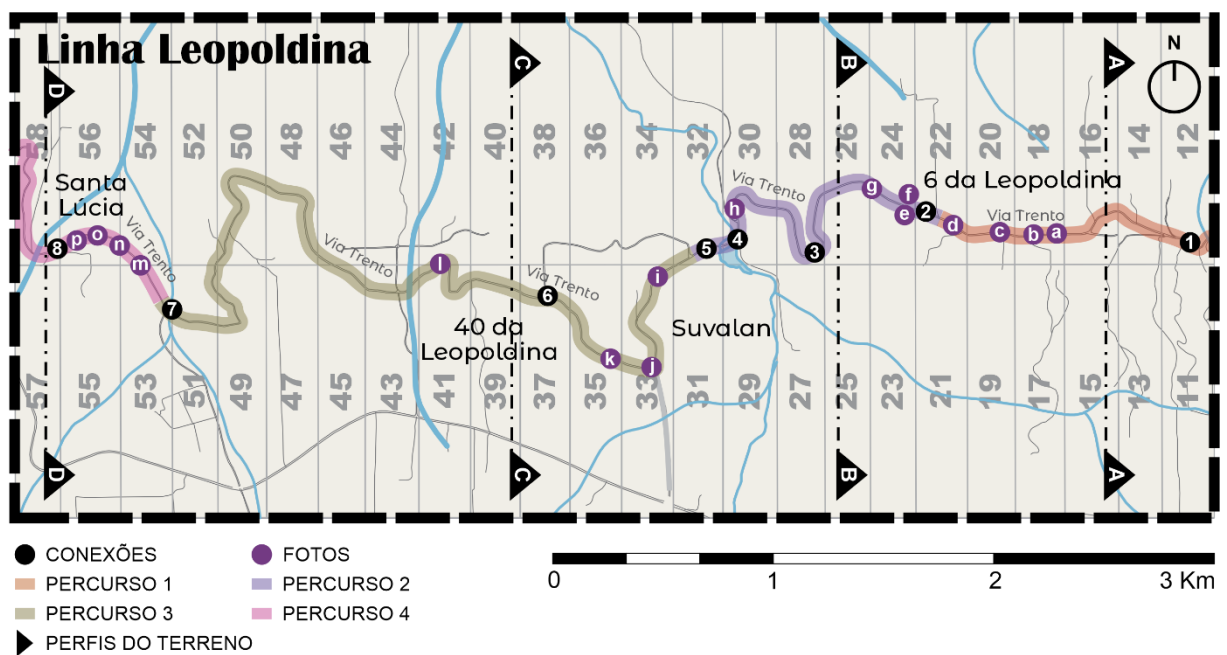 Linha Leopoldina
N
D
C
B
A
58
56
54
52
50
48
46
44
42
40
38
36
34
32
30
28
26
24
22
20
18
16
14
12
Santa
Lúcia
6 da Leopoldina
Via Trento
Via Trento
Via Trento
Via Trento
Via Trento
g
f
e
2
d
c
b
a
1
h
4
5
3
i
l
6
8
p
o
n
m
7
k
j
40 da
Leopoldina
Suvalan
57
55
53
49
47
45
43
41
37
35
31
29
27
25
21
19
17
15
13
11
D
C
B
A
CONEXÕES
FOTOS
PERCURSO 1
PERCURSO 2
PERCURSO 3
PERCURSO 4
PERFIS DO TERRENO
0
1
2
3 Km